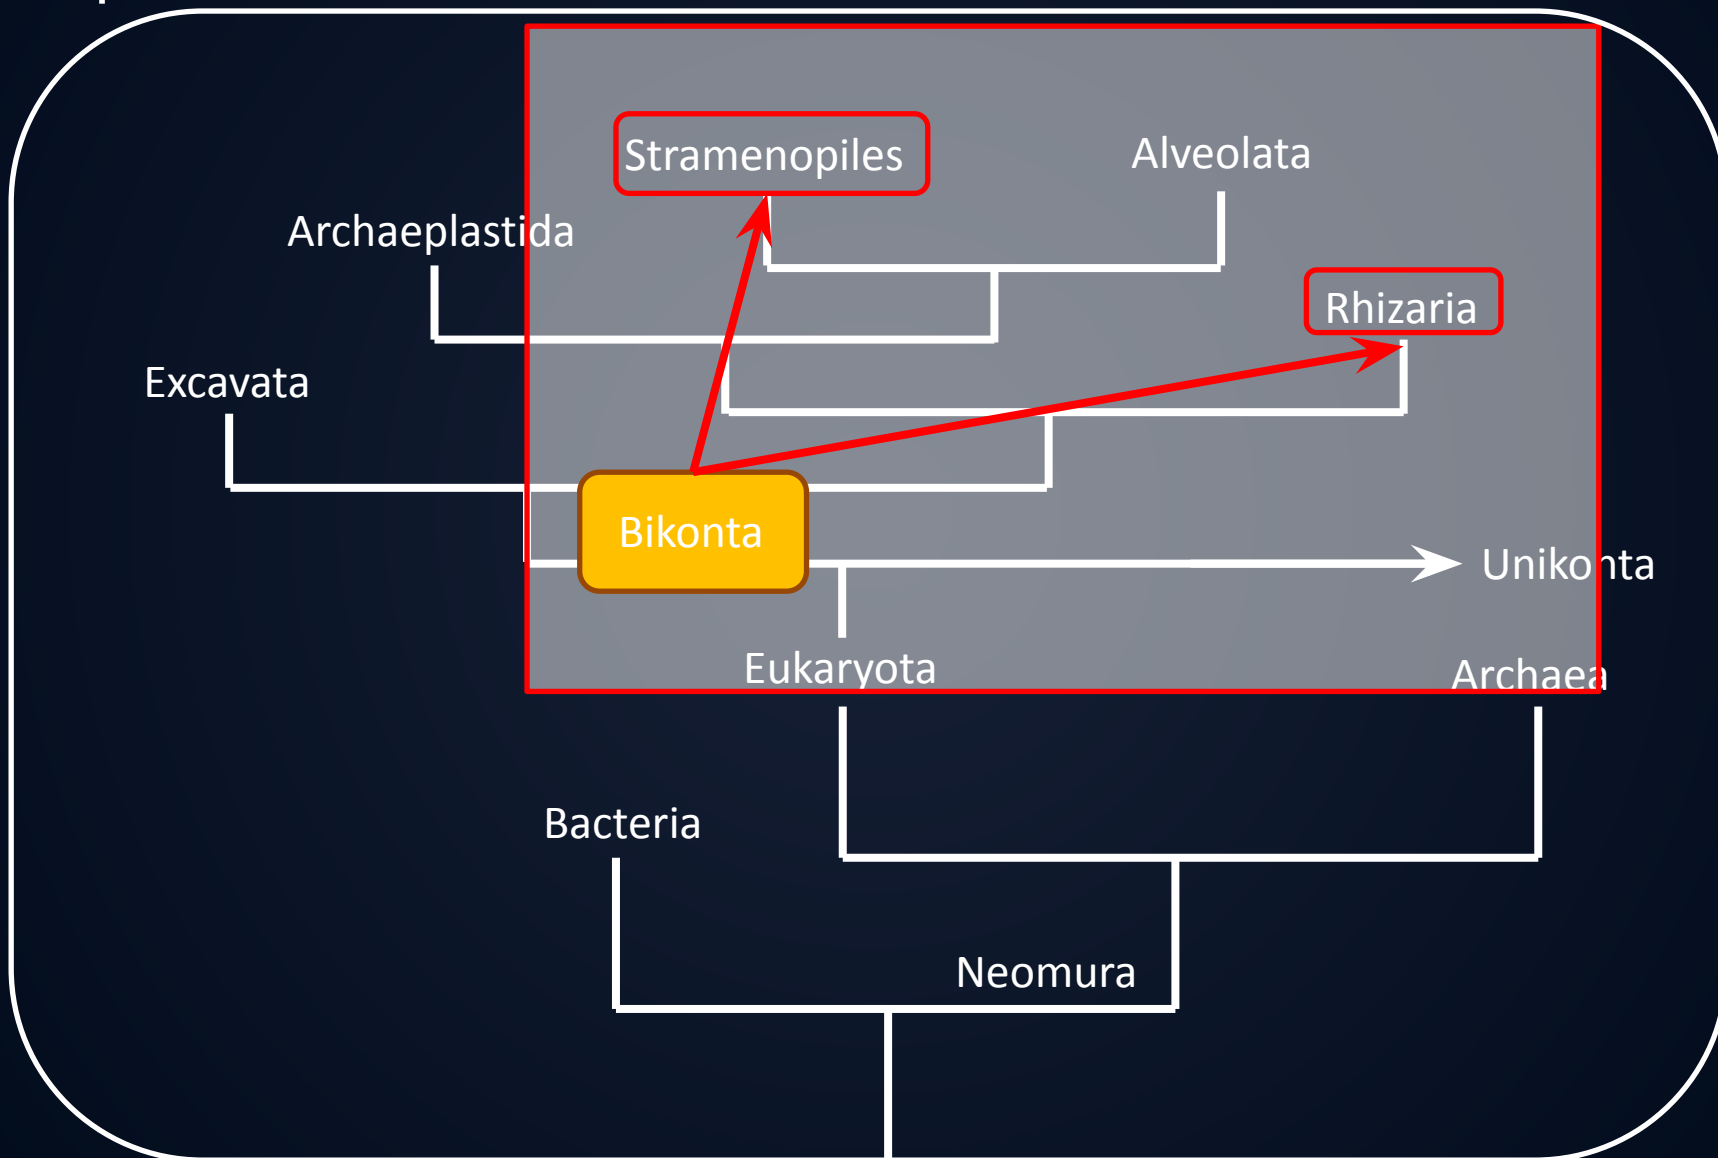 Stramenopiles
Alveolata
Archaeplastida
Rhizaria
Excavata
Bikonta
Unikonta
Eukaryota
Archaea
Bacteria
Neomura